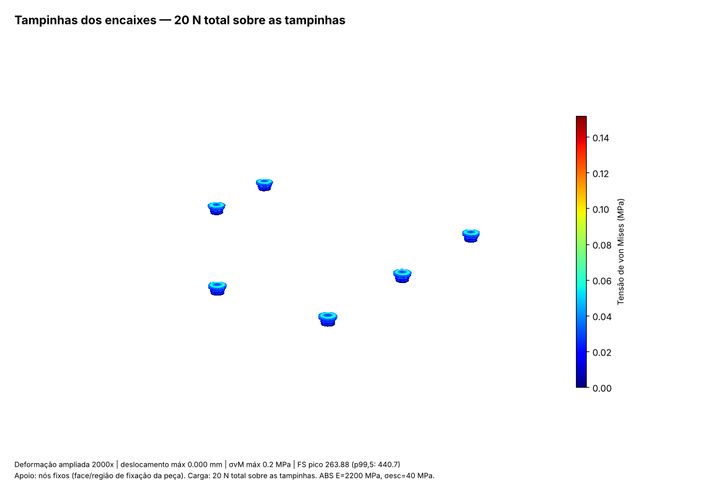 Tampinhas dos encaixes — 20 N total sobre as tampinhas
0.14
0.12
0.10
0.08
0.06
0.04
0.02
0.00
Tensão de von Mises (MPa)
Deformação ampliada 2000x | deslocamento máx 0.000 mm | σvM máx 0.2 MPa | FS pico 263.88 (p99,5: 440.7)
Apoio: nós fixos (face/região de fixação da peça). Carga: 20 N total sobre as tampinhas. ABS E=2200 MPa, σesc=40 MPa.